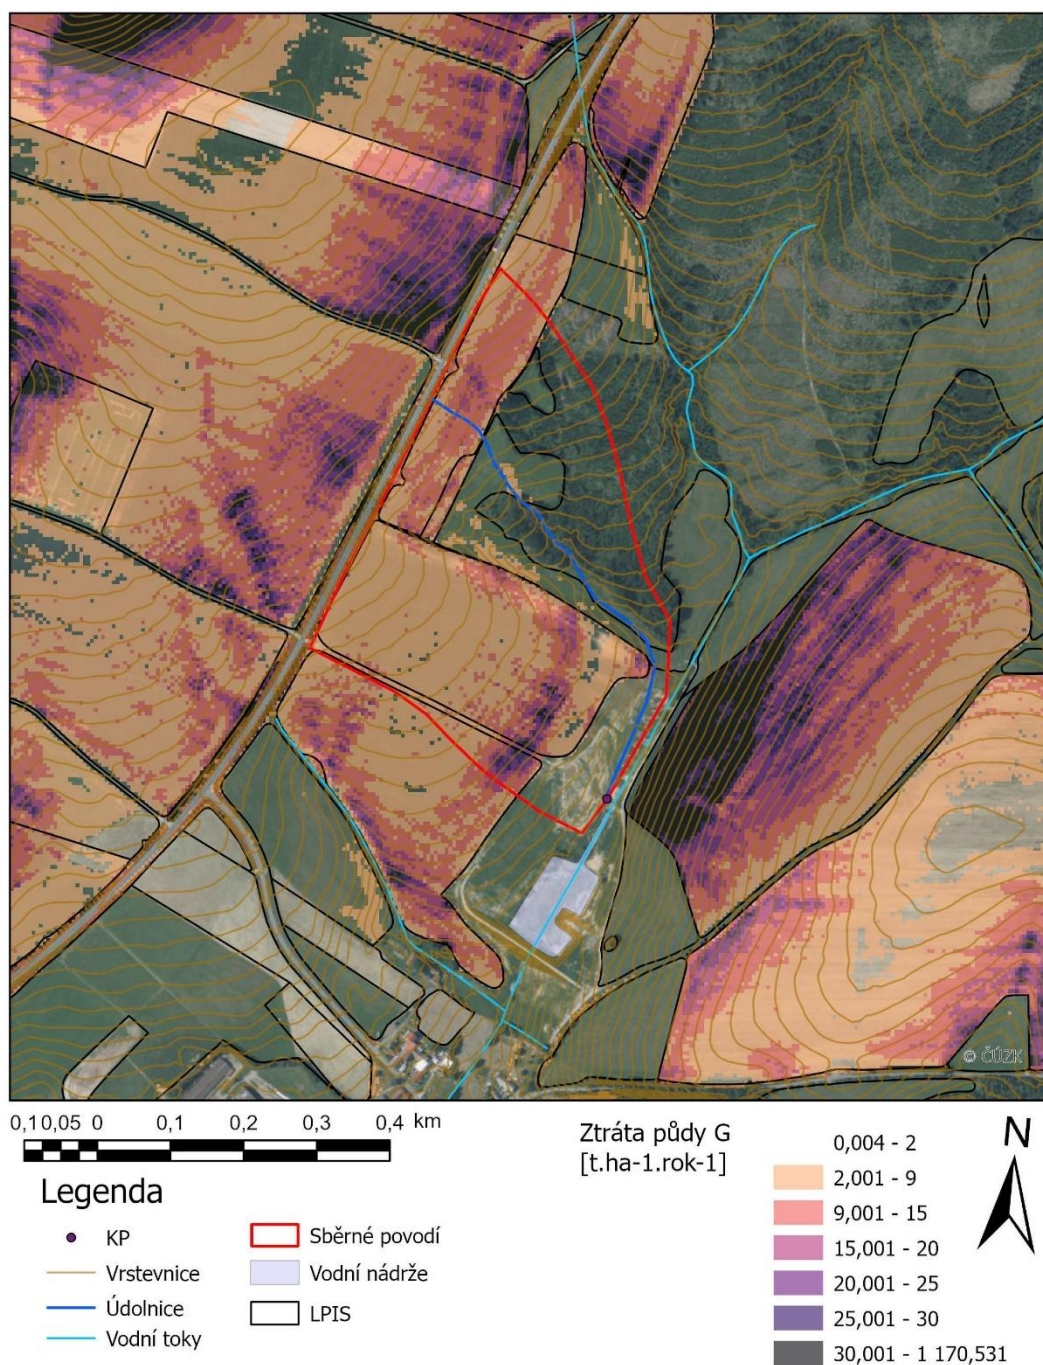 © ČÚZK
0,10 0,05 0 0,1 0,2 0,3 0,4 km
Legenda
KP
Vrstevnice
Údolnice
Vodní toky
Sběrné povodí
Vodní nádrže
LPIS
Ztráta půdy G
[t.ha-1.rok-1]
0,004 - 2
2,001 - 9
9,001 - 15
15,001 - 20
20,001 - 25
25,001 - 30
30,001 - 1 170,531
N